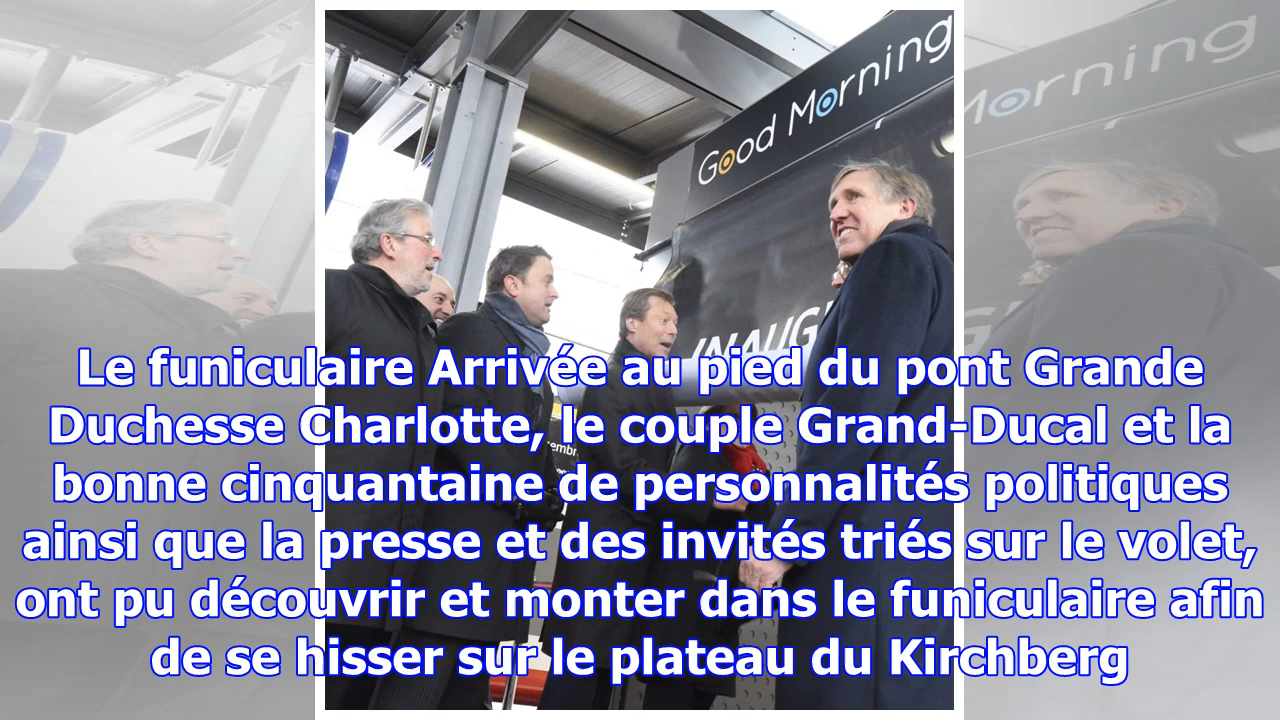 Good Morning
Morning
INAUG
Le funiculaire Arrivée au pied du pont Grande
Duchesse Charlotte, le couple Grand-Ducal et la
bonne cinquantaine de personnalités politiques
ainsi que la presse et des invités triés sur le volet,
ont pu découvrir et monter dans le funiculaire afin
de se hisser sur le plateau du Kirchberg